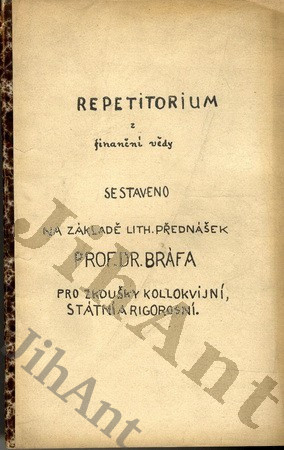 REPETITORIUM
z
finanční vědy
SESTAVENO
NA ZÁKLADĚ LITH. PŘEDNÁŠEK
PROF. DR. BRÁFA
PRO ZKOUŠKY KOLLOKVIJNÍ,
STÁTNÍ A RIGOROSNÍ.
JihAnt
JihAnt